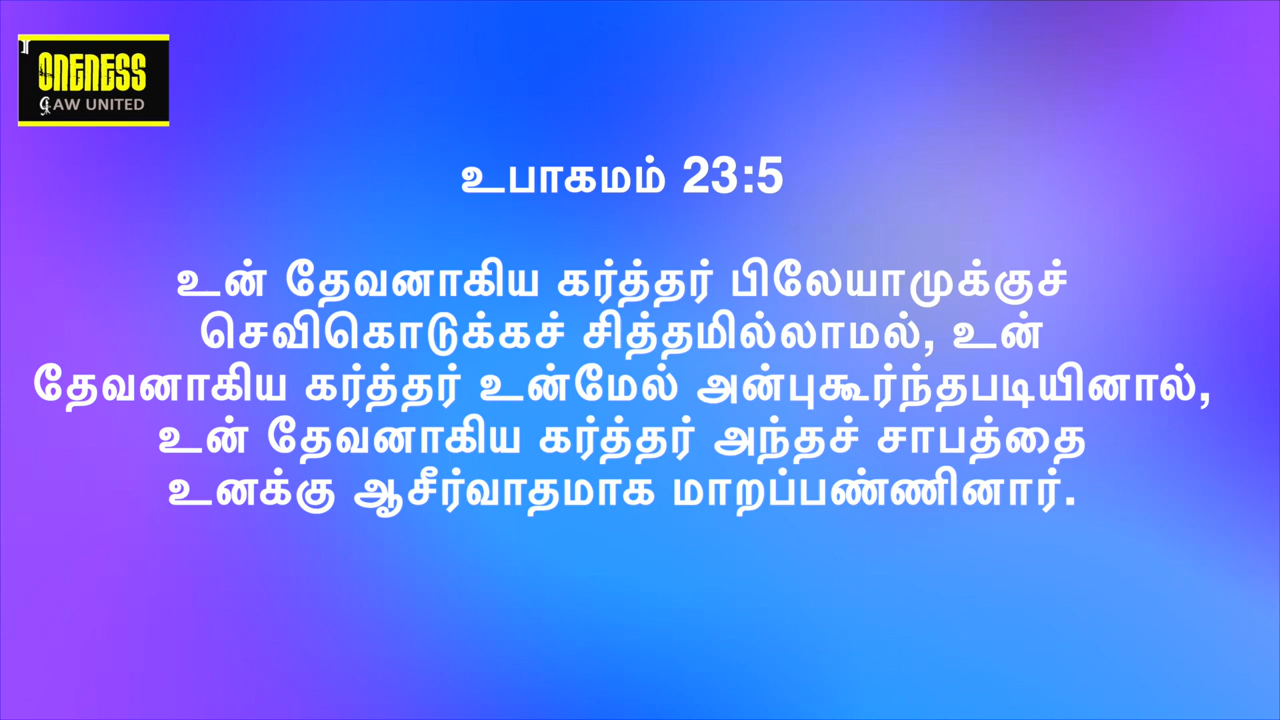 ONENESS
GAW UNITED
உபாகமம் 23:5
உன் தேவனாகிய கர்த்தர் பிலேயாமுக்குச்
செவிகொடுக்கச் சித்தமில்லாமல், உன்
தேவனாகிய கர்த்தர் உன்மேல் அன்புகூர்ந்தபடியினால்,
உன் தேவனாகிய கர்த்தர் அந்தச் சாபத்தை
உனக்கு ஆசீர்வாதமாக மாறப்பண்ணினார்.